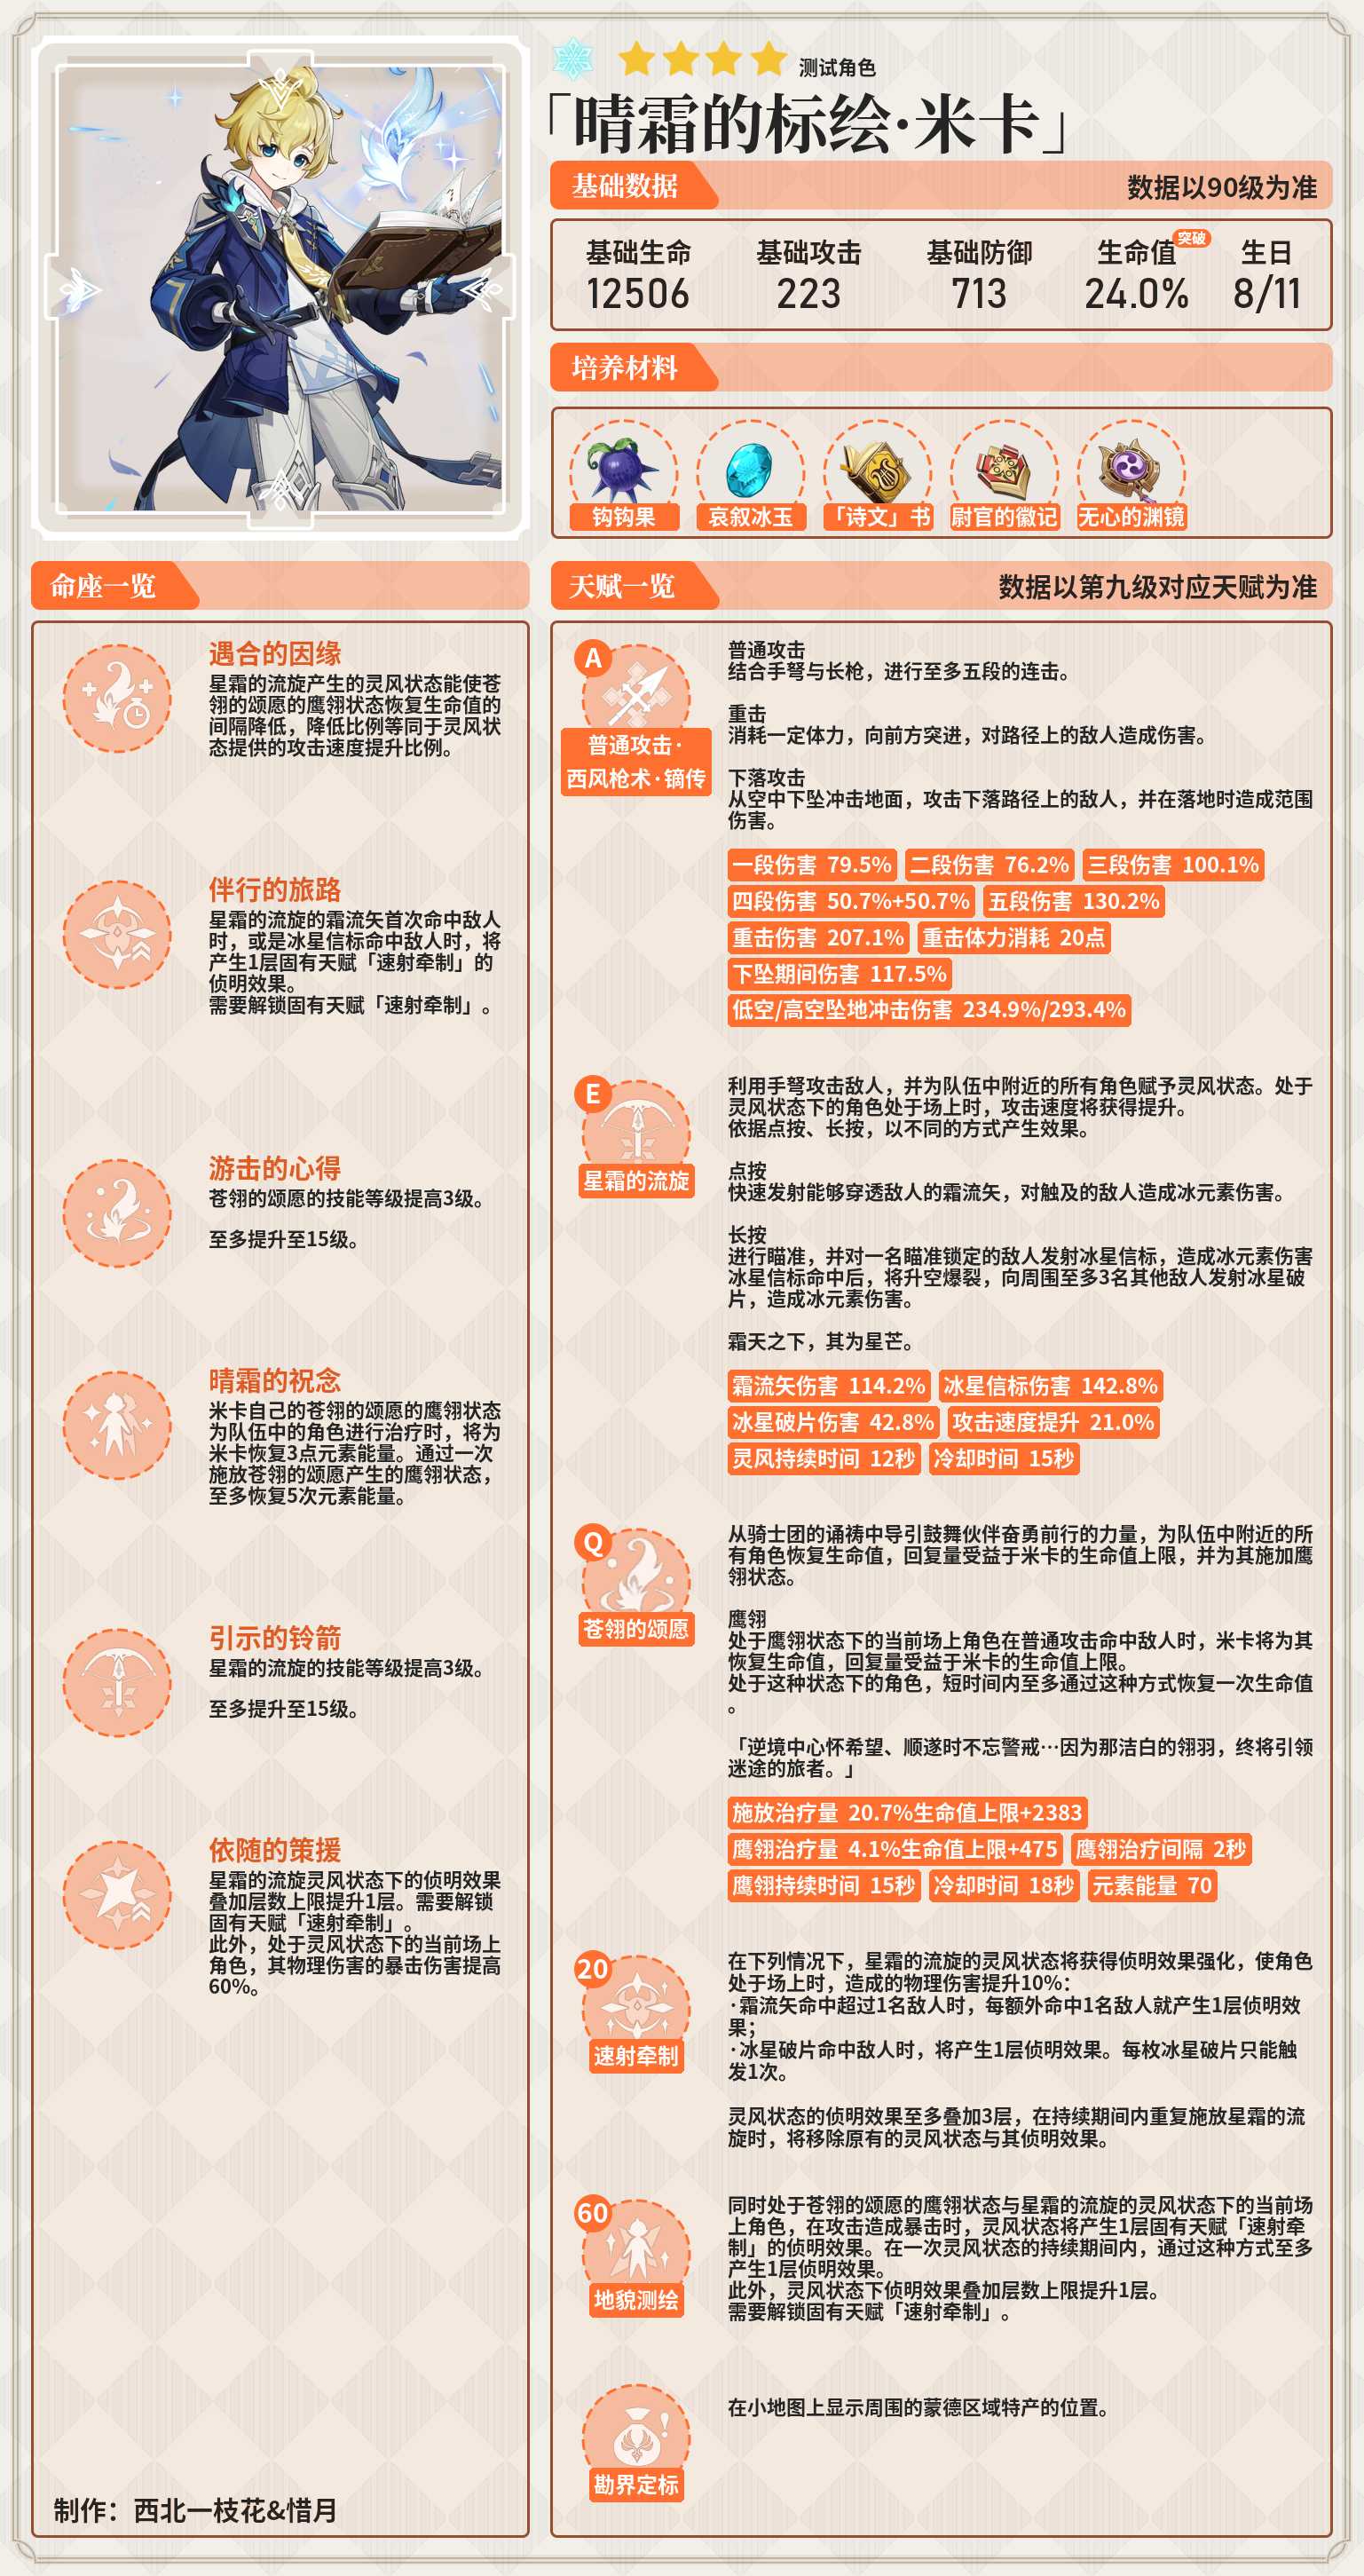 测试角色
「晴霜的标绘·米卡」
基础数据
数据以90级为准
基础生命
12506
基础攻击
223
基础防御
713
生命值
突破
24.0%
生日
8/11
培养材料
钩钩果
哀叙冰玉
「诗文」书
尉官的徽记
无心的渊镜
命座一览
遇合的因缘
星霜的流旋产生的灵风状态能使苍
翎的颂愿的鹰翎状态恢复生命值的
间隔降低，降低比例等同于灵风状
态提供的攻击速度提升比例。
伴行的旅路
星霜的流旋的霜流矢首次命中敌人
时，或是冰星信标命中敌人时，将
产生1层固有天赋「速射牵制」的
侦明效果。
需要解锁固有天赋「速射牵制」。
游击的心得
苍翎的颂愿的技能等级提高3级。
至多提升至15级。
晴霜的祝念
米卡自己的苍翎的颂愿的鹰翎状态
为队伍中的角色进行治疗时，将为
米卡恢复3点元素能量。通过一次
施放苍翎的颂愿产生的鹰翎状态，
至多恢复5次元素能量。
引示的铃箭
星霜的流旋的技能等级提高3级。
至多提升至15级。
依随的策援
星霜的流旋灵风状态下的侦明效果
叠加层数上限提升1层。需要解锁
固有天赋「速射牵制」。
此外，处于灵风状态下的当前场上
角色，其物理伤害的暴击伤害提高
60%。
制作：西北一枝花&惜月
天赋一览
数据以第九级对应天赋为准
A
普通攻击·
西风枪术·镝传
普通攻击
结合手弩与长枪，进行至多五段的连击。
重击
消耗一定体力，向前方突进，对路径上的敌人造成伤害。
下落攻击
从空中下坠冲击地面，攻击下落路径上的敌人，并在落地时造成范围
伤害。
一段伤害 79.5% 二段伤害 76.2% 三段伤害 100.1%
四段伤害 50.7%+50.7% 五段伤害 130.2%
重击伤害 207.1% 重击体力消耗 20点
下坠期间伤害 117.5%
低空/高空坠地冲击伤害 234.9%/293.4%
E
星霜的流旋
利用手弩攻击敌人，并为队伍中附近的所有角色赋予灵风状态。处于
灵风状态下的角色处于场上时，攻击速度将获得提升。
依据点按、长按，以不同的方式产生效果。
点按
快速发射能够穿透敌人的霜流矢，对触及的敌人造成冰元素伤害。
长按
进行瞄准，并对一名瞄准锁定的敌人发射冰星信标，造成冰元素伤害
冰星信标命中后，将升空爆裂，向周围至多3名其他敌人发射冰星破
片，造成冰元素伤害。
霜天之下，其为星芒。
霜流矢伤害 114.2% 冰星信标伤害 142.8%
冰星破片伤害 42.8% 攻击速度提升 21.0%
灵风持续时间 12秒 冷却时间 15秒
Q
苍翎的颂愿
从骑士团的诵祷中导引鼓舞伙伴奋勇前行的力量，为队伍中附近的所
有角色恢复生命值，回复量受益于米卡的生命值上限，并为其施加鹰
翎状态。
鹰翎
处于鹰翎状态下的当前场上角色在普通攻击命中敌人时，米卡将为其
恢复生命值，回复量受益于米卡的生命值上限。
处于这种状态下的角色，短时间内至多通过这种方式恢复一次生命值
。
「逆境中心怀希望、顺遂时不忘警戒…因为那洁白的翎羽，终将引领
迷途的旅者。」
施放治疗量 20.7%生命值上限+2383
鹰翎治疗量 4.1%生命值上限+475 鹰翎治疗间隔 2秒
鹰翎持续时间 15秒 冷却时间 18秒 元素能量 70
20
速射牵制
在下列情况下，星霜的流旋的灵风状态将获得侦明效果强化，使角色
处于场上时，造成的物理伤害提升10%：
·霜流矢命中超过1名敌人时，每额外命中1名敌人就产生1层侦明效
果；
·冰星破片命中敌人时，将产生1层侦明效果。每枚冰星破片只能触
发1次。
灵风状态的侦明效果至多叠加3层，在持续期间内重复施放星霜的流
旋时，将移除原有的灵风状态与其侦明效果。
60
地貌测绘
同时处于苍翎的颂愿的鹰翎状态与星霜的流旋的灵风状态下的当前场
上角色，在攻击造成暴击时，灵风状态将产生1层固有天赋「速射牵
制」的侦明效果。在一次灵风状态的持续期间内，通过这种方式至多
产生1层侦明效果。
此外，灵风状态下侦明效果叠加层数上限提升1层。
需要解锁固有天赋「速射牵制」。
勘界定标
在小地图上显示周围的蒙德区域特产的位置。